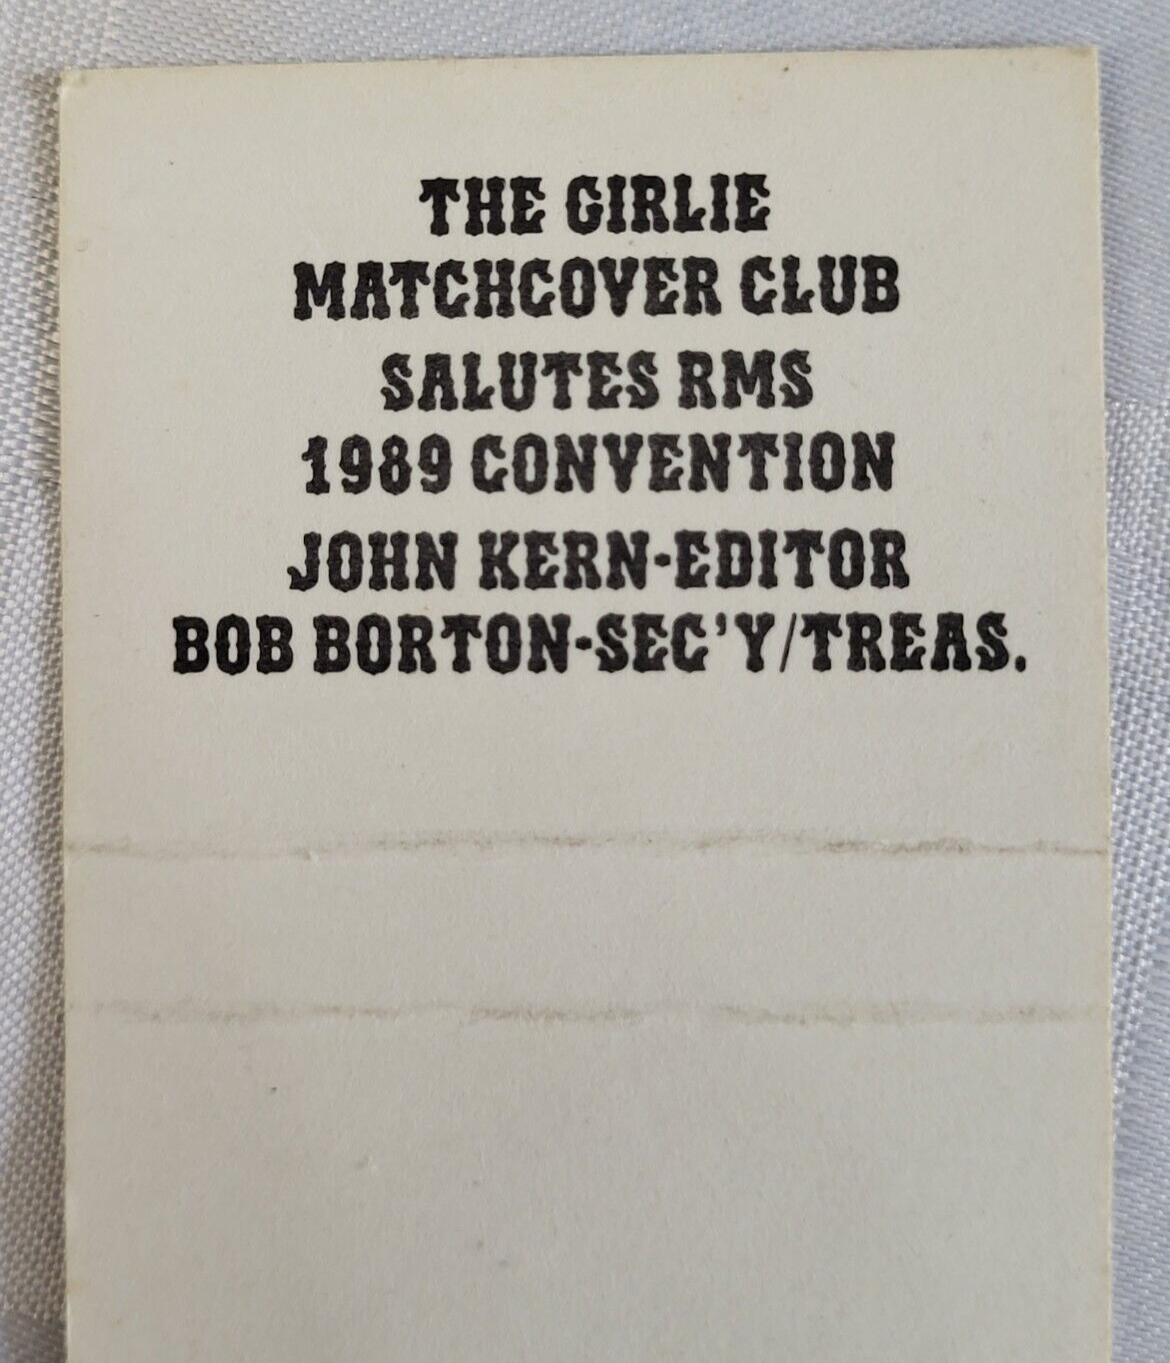 THE GIRLIE
MATCHCOVER CLUB
SALUTES RMS
1989 CONVENTION
JOHN KERN-EDITOR
BOB BORTON-SEC'Y/TREAS.